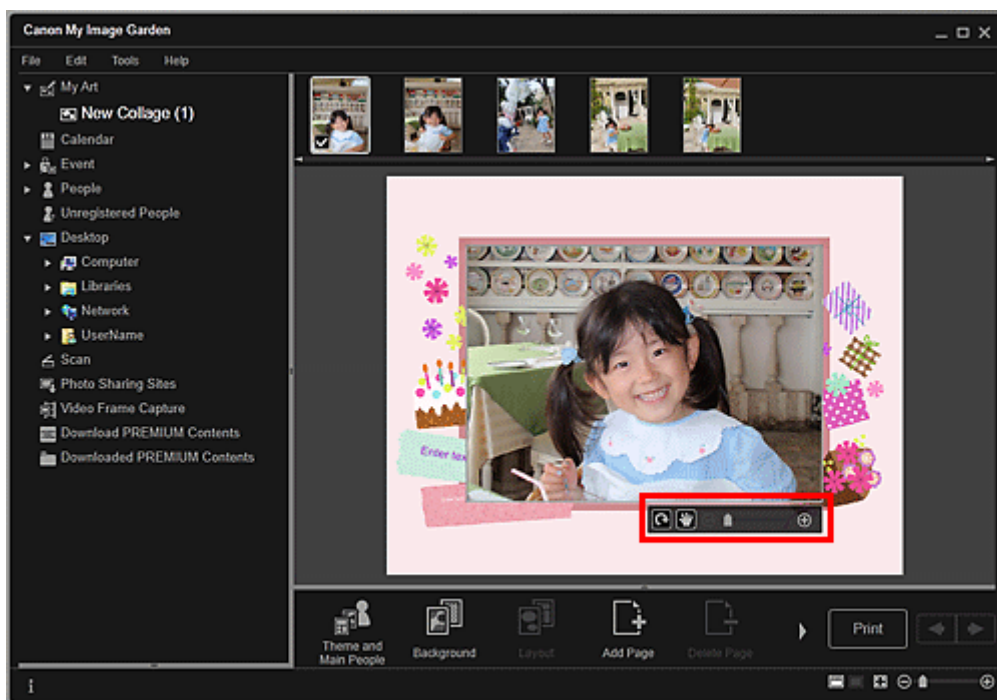 Canon My Image Garden
File Edit Tools Help
My Art
New Collage (1)
Calendar
Event
People
Unregistered People
Desktop
Computer
Libraries
Network
UserName
Scan
Photo Sharing Sites
Video Frame Capture
Download PREMIUM Contents
Downloaded PREMIUM Contents
Enter tex
Theme and
Main People
Background
Layout
Add Page
Delete Page
Print